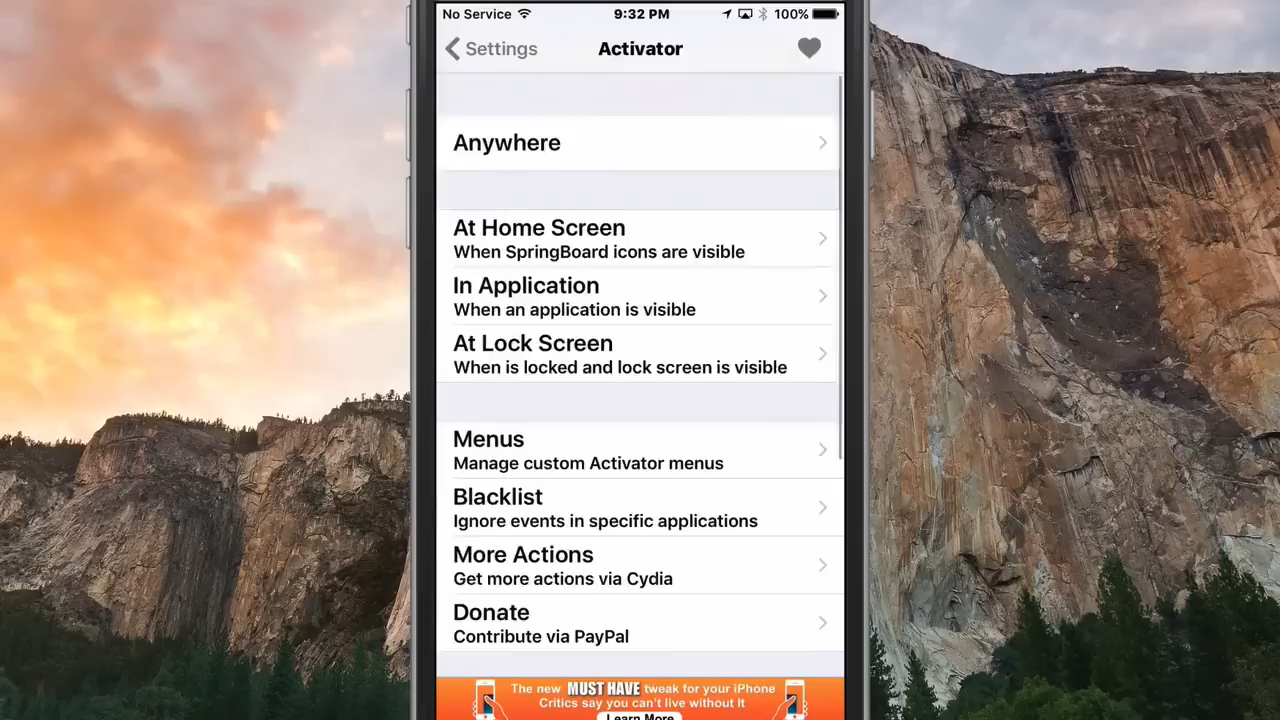 No Service 9:32 PM 100%
Settings Activator
Anywhere
At Home Screen
When SpringBoard icons are visible
In Application
When an application is visible
At Lock Screen
When is locked and lock screen is visible
Menus
Manage custom Activator menus
Blacklist
Ignore events in specific applications
More Actions
Get more actions via Cydia
Donate
Contribute via PayPal
The new MUST HAVE tweak for your iPhone
Critics say you can't live without It
Learn More